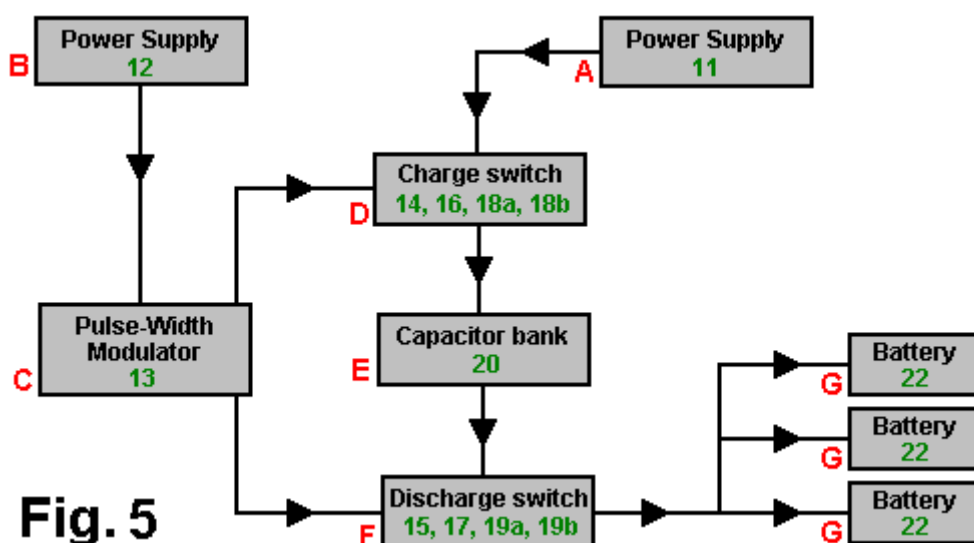 B
Power Supply
12
A
Power Supply
11
D
Charge switch
14, 16, 18a, 18b
C
Pulse-Width
Modulator
13
E
Capacitor bank
20
G
Battery
22
G
Battery
22
G
Battery
22
F
Discharge switch
15, 17, 19a, 19b
Fig. 5